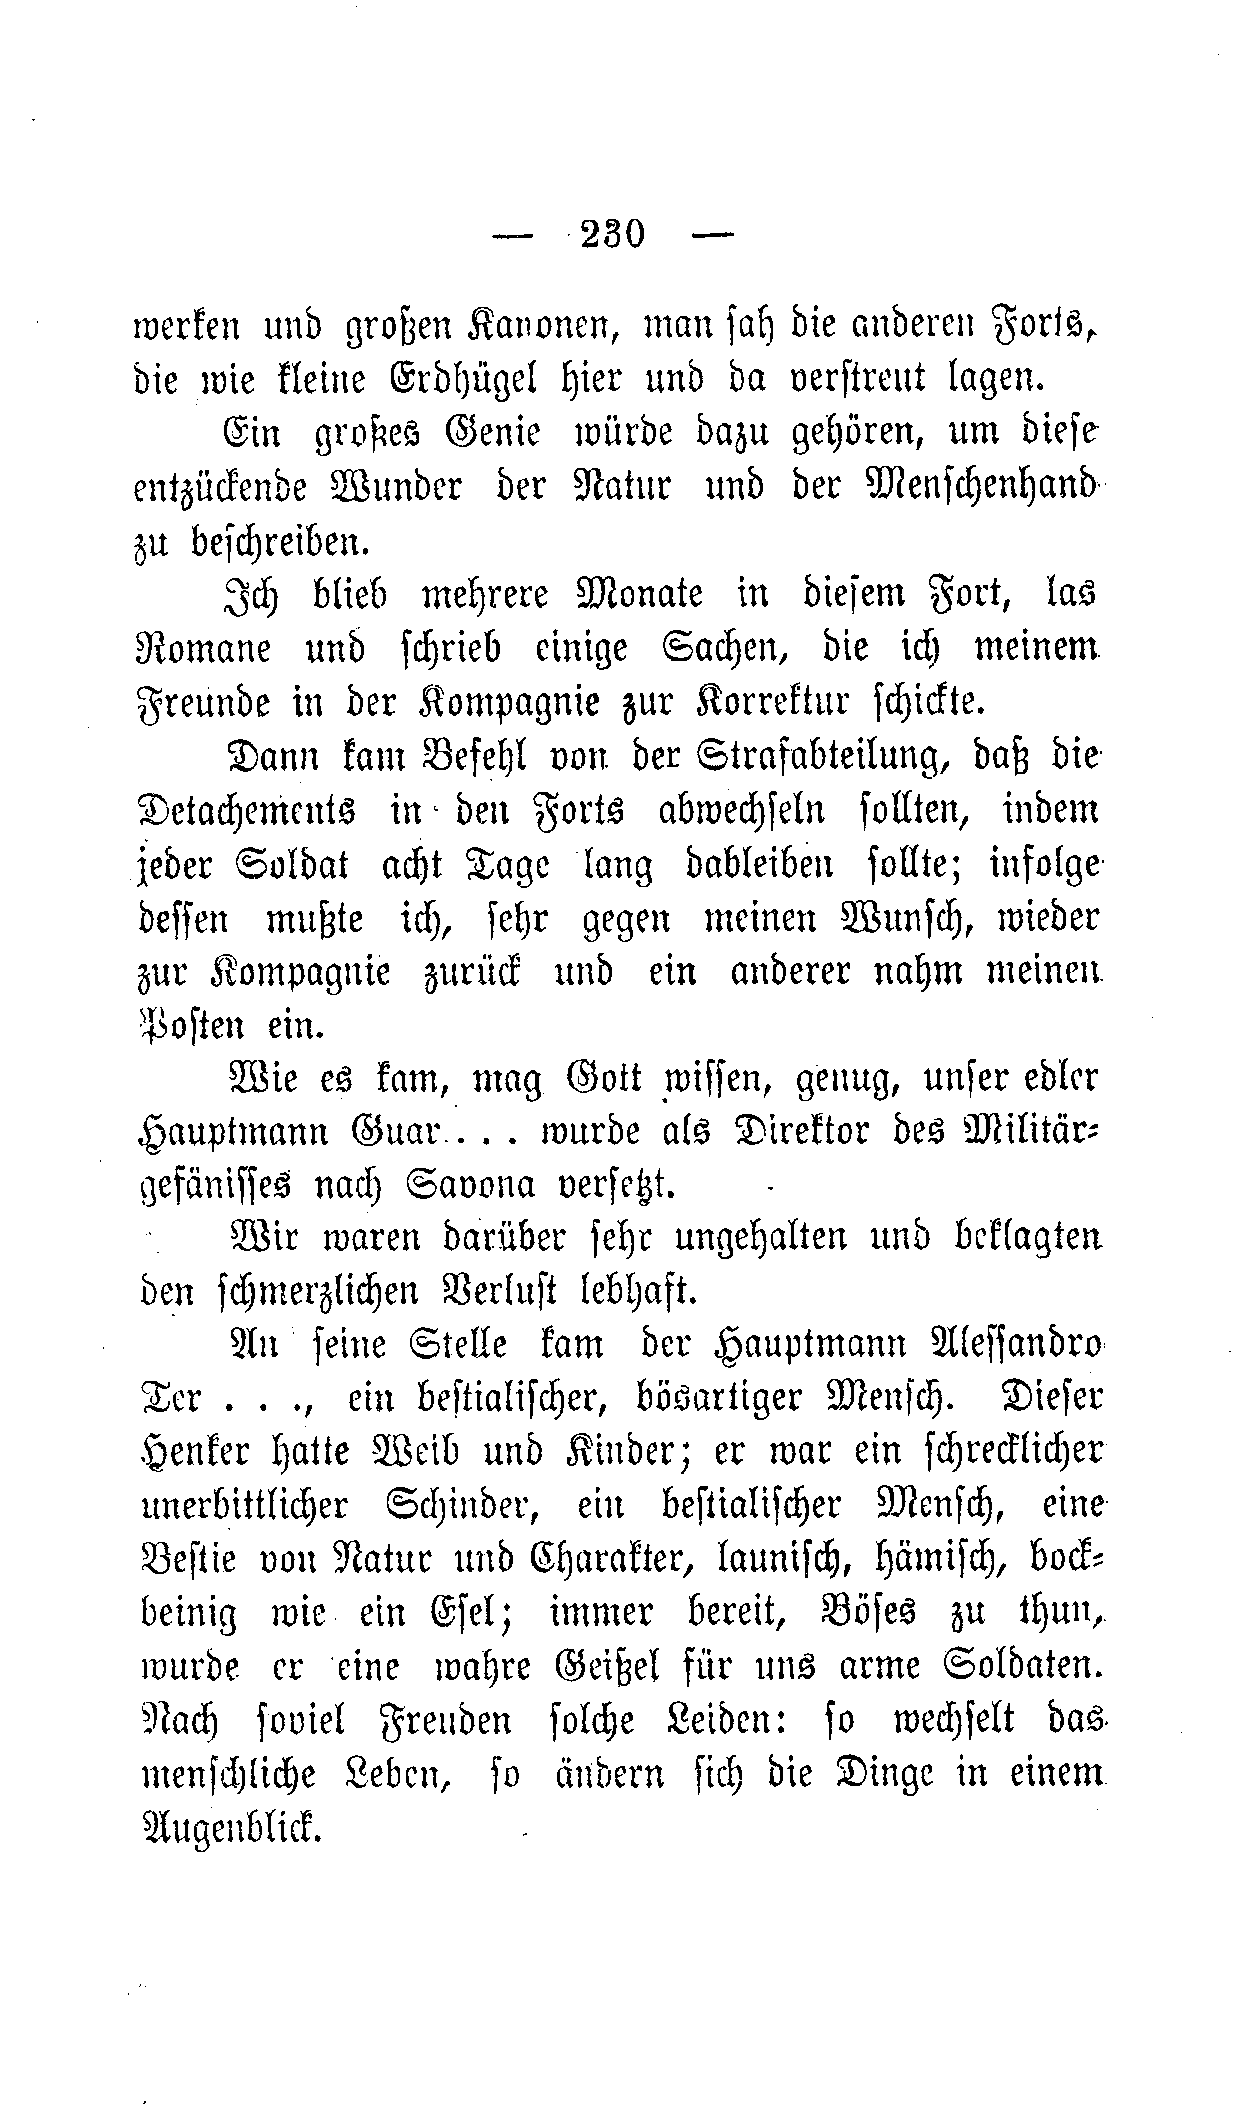 — 230 —
werken und großen Kanonen, man sah die anderen Forts,
die wie kleine Erdhügel hier und da verstreut lagen.
Ein großes Genie würde dazu gehören, um diese
entzückende Wunder der Natur und der Menschenhand
zu beschreiben.
Ich blieb mehrere Monate in diesem Fort, las
Romane und schrieb einige Sachen, die ich meinem
Freunde in der Kompagnie zur Korrektur schickte.
Dann kam Befehl von der Strafabteilung, daß die
Detachements in den Forts abwechseln sollten, indem
jeder Soldat acht Tage lang dableiben sollte; infolge
dessen mußte ich, sehr gegen meinen Wunsch, wieder
zur Kompagnie zurück und ein anderer nahm meinen
Posten ein.
Wie es kam, mag Gott wissen, genug, unser edler
Hauptmann Guar . . . wurde als Direktor des Militär-
gefänisses nach Savona versetzt.
Wir waren darüber sehr ungehalten und beklagten
den schmerzlichen Verlust lebhaft.
An seine Stelle kam der Hauptmann Alessandro
Ter . . ., ein bestialischer, bösartiger Mensch. Dieser
Henker hatte Weib und Kinder; er war ein schrecklicher
unerbittlicher Schinder, ein bestialischer Mensch, eine
Bestie von Natur und Charakter, launisch, hämisch, bock-
beinig wie ein Esel; immer bereit, Böses zu thun,
wurde er eine wahre Geißel für uns arme Soldaten.
Nach soviel Freuden solche Leiden: so wechselt das
menschliche Leben, so ändern sich die Dinge in einem
Augenblick.